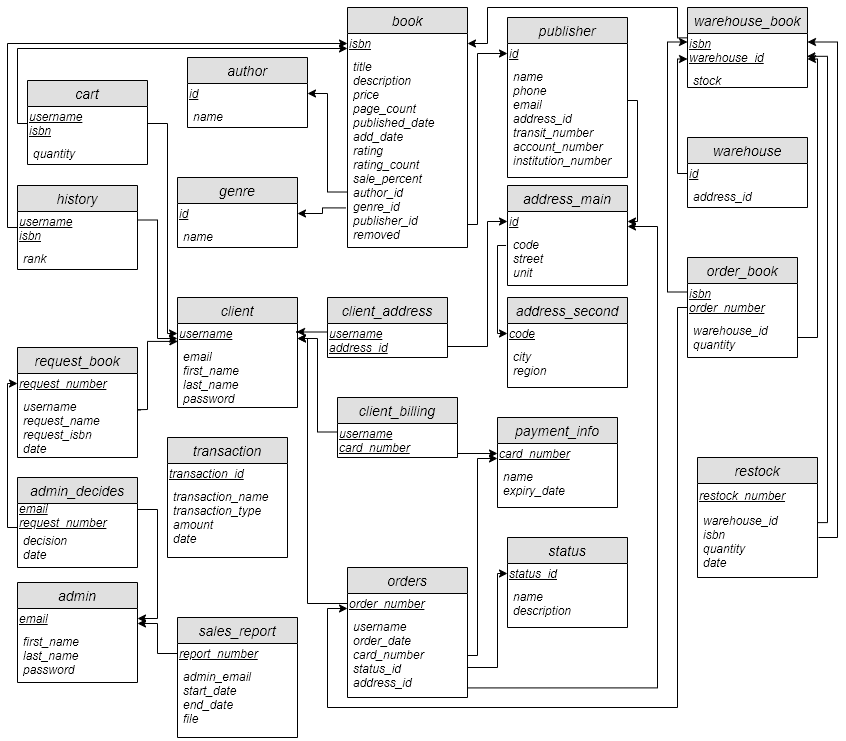 book
isbn
title
description
price
page_count
published_date
add_date
rating
rating_count
sale_percent
author_id
genre_id
publisher_id
removed
publisher
id
name
phone
email
address_id
transit_number
account_number
institution_number
warehouse_book
isbn
warehouse_id
stock
author
id
name
cart
username
isbn
quantity
warehouse
id
address_id
history
username
isbn
rank
genre
id
name
address_main
id
code
street
unit
order_book
isbn
order_number
warehouse_id
quantity
client
username
email
first_name
last_name
password
client_address
username
address_id
address_second
code
city
region
request_book
request_number
username
request_name
request_isbn
date
client_billing
username
card_number
payment_info
card_number
name
expiry_date
transaction
transaction_id
transaction_name
transaction_type
amount
date
restock
restock_number
warehouse_id
isbn
quantity
date
admin_decides
email
request_number
decision
date
status
status_id
name
description
orders
order_number
username
order_date
card_number
status_id
address_id
admin
email
first_name
last_name
password
sales_report
report_number
admin_email
start_date
end_date
file